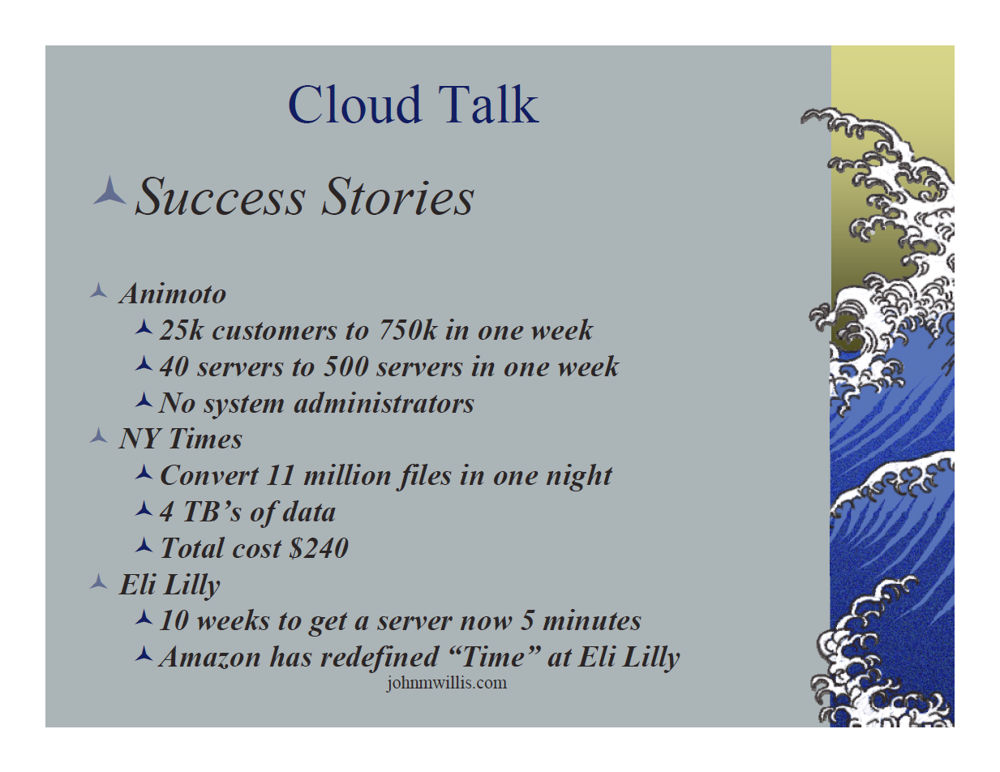 Cloud Talk
Success Stories
Animoto
25k customers to 750k in one week
40 servers to 500 servers in one week
No system administrators
NY Times
Convert 11 million files in one night
4 TB’s of data
Total cost $240
Eli Lilly
10 weeks to get a server now 5 minutes
Amazon has redefined “Time” at Eli Lilly
johnmwillis.com